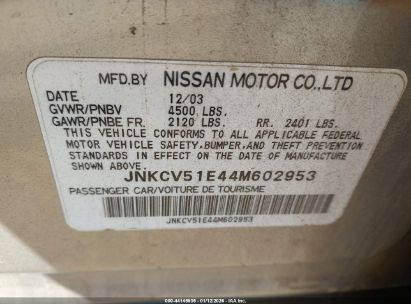 MFD.BY NISSAN MOTOR CO.,LTD
DATE 12/03
GVWR/PNBV 4500 LBS.
GAWR/PNBE FR. 2120 LBS. RR. 2401 LBS.
THIS VEHICLE CONFORMS TO ALL APPLICABLE FEDERAL
MOTOR VEHICLE SAFETY,BUMPER,AND THEFT PREVENTION
STANDARDS IN EFFECT ON THE DATE OF MANUFACTURE
SHOWN ABOVE.
JNKCV51E44M602953
PASSENGER CAR/VOITURE DE TOURISME
JNKCV51E44M602953